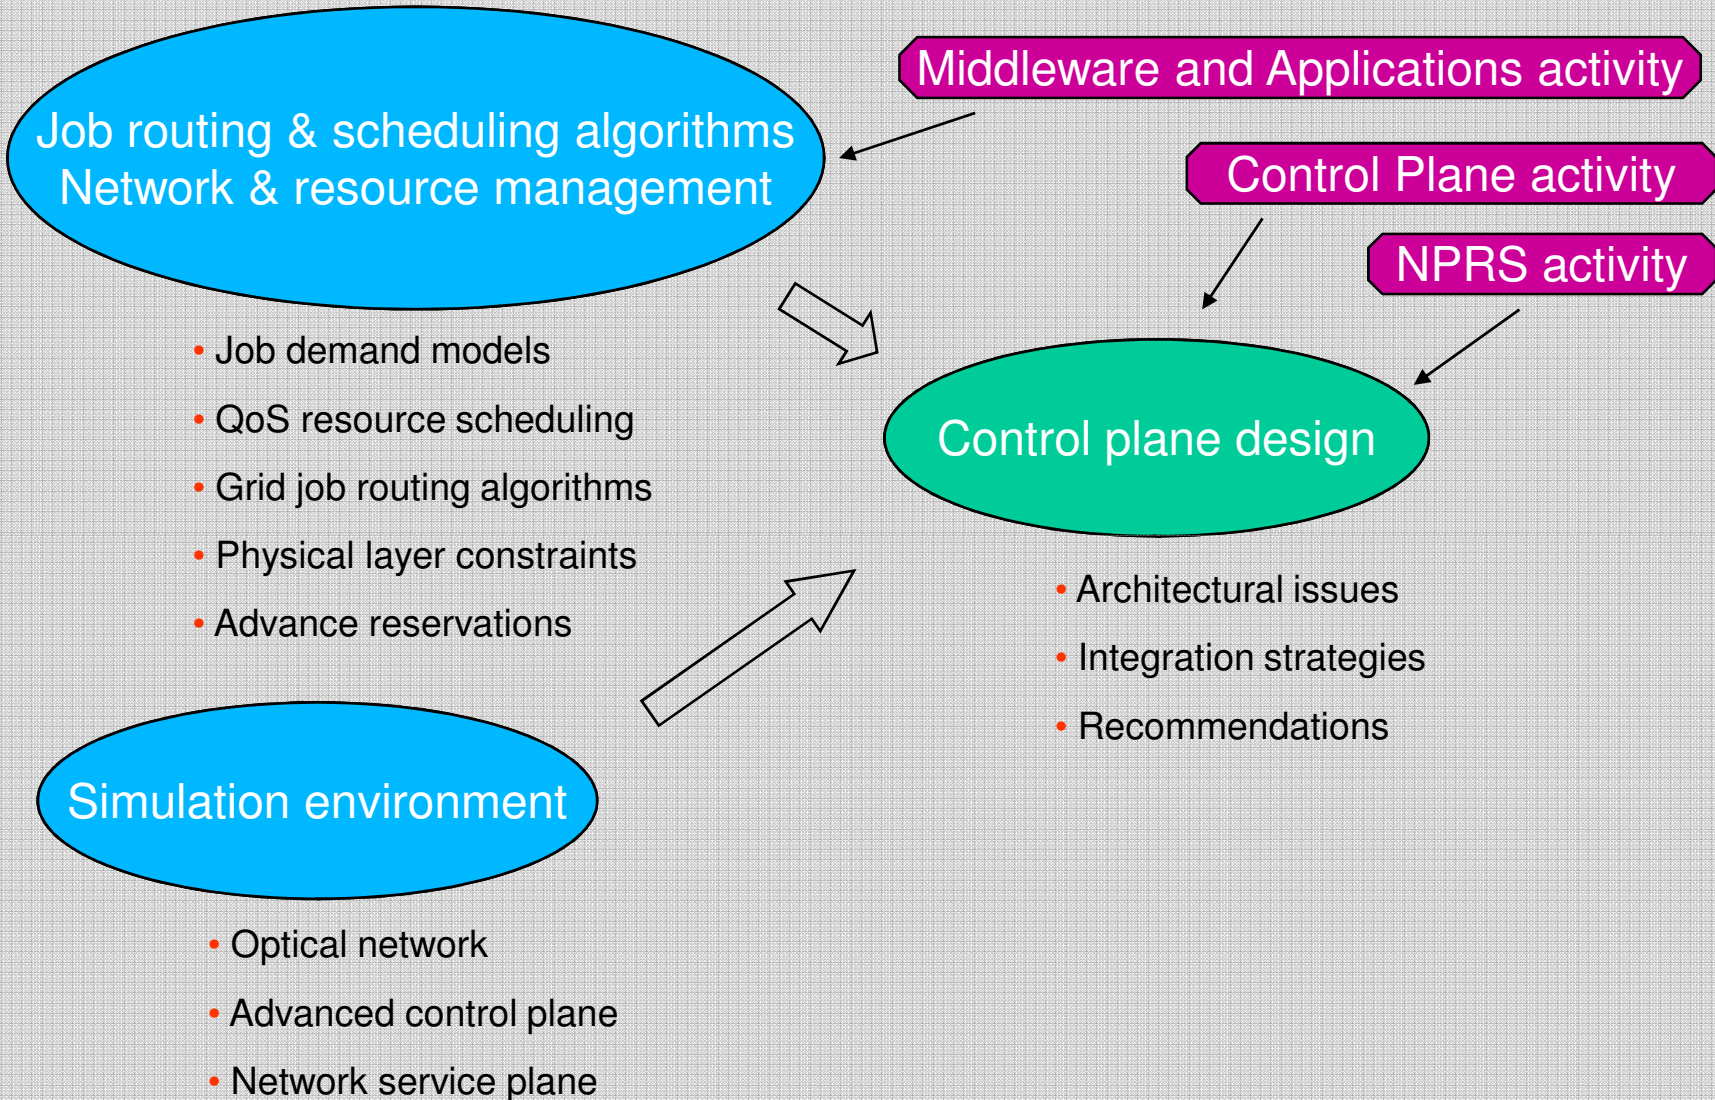 Job routing & scheduling algorithms
Network & resource management
Middleware and Applications activity
Control Plane activity
NPRS activity
• Job demand models
• QoS resource scheduling
• Grid job routing algorithms
• Physical layer constraints
• Advance reservations
Control plane design
• Architectural issues
• Integration strategies
• Recommendations
Simulation environment
• Optical network
• Advanced control plane
• Network service plane